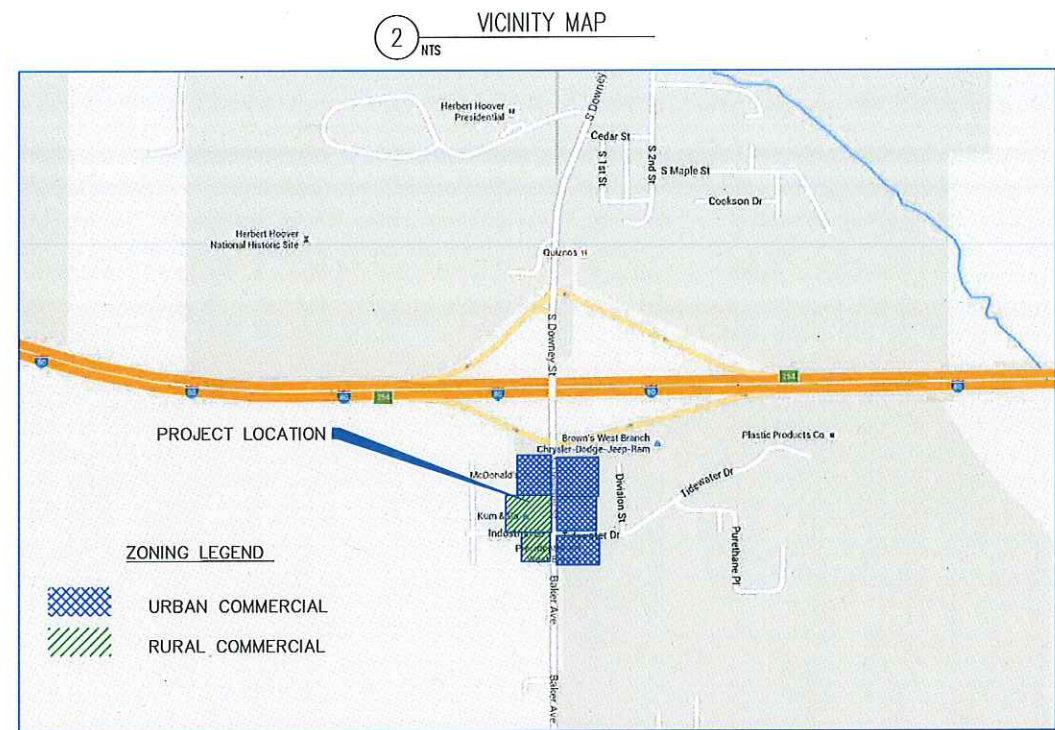 2
VICINITY MAP
NTS
Herbert Hoover
Presidential
S Downey
Cedar St
S 1st St
S 2nd St
S Maple St
Cookson Dr
Herbert Hoover
National Historic Site
Quiznos
S Downey St
80
80
80
254
80
80
254
80
PROJECT LOCATION
Brown's West Branch
Chrysler-Dodge-Jeep-Ram
Plastic Products Co
McDonald's
Division St
Tidewater Dr
Kum &
Industrial
Dr
Purethane Pl
ZONING LEGEND
URBAN COMMERCIAL
RURAL COMMERCIAL
Baker Ave
Baker Ave